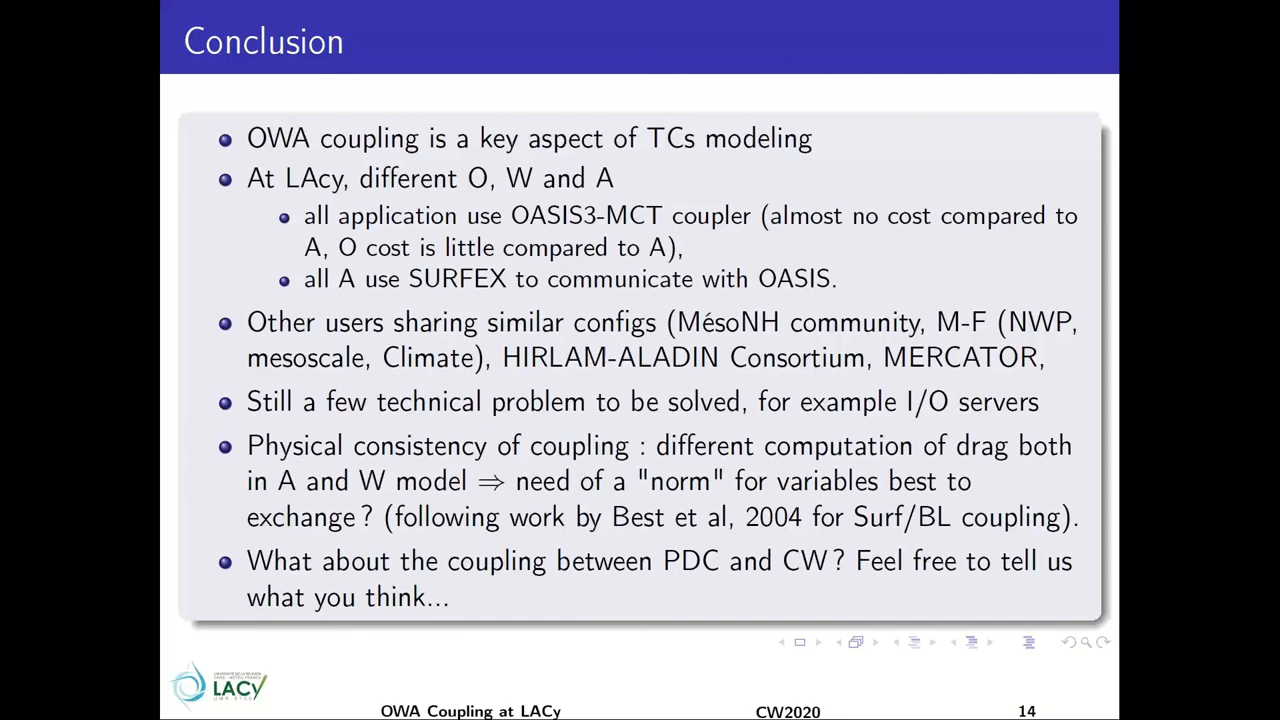 Conclusion
OWA coupling is a key aspect of TCs modeling
At LAcy, different O, W and A
all application use OASIS3-MCT coupler (almost no cost compared to
A, O cost is little compared to A),
all A use SURFEX to communicate with OASIS.
Other users sharing similar configs (MésoNH community, M-F (NWP,
mesoscale, Climate), HIRLAM-ALADIN Consortium, MERCATOR,
Still a few technical problem to be solved, for example I/O servers
Physical consistency of coupling : different computation of drag both
in A and W model ⇒ need of a "norm" for variables best to
exchange ? (following work by Best et al, 2004 for Surf/BL coupling).
What about the coupling between PDC and CW ? Feel free to tell us
what you think...
LACy
OWA Coupling at LACy CW2020 14